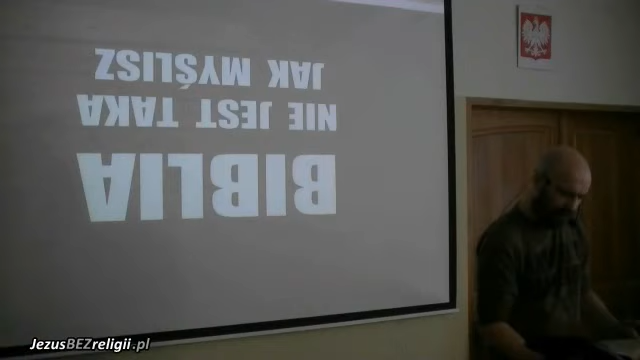 BIBLIA
NIE JEST TAKA
JAK MYŚLISZ
JezusBEZreligii.pl